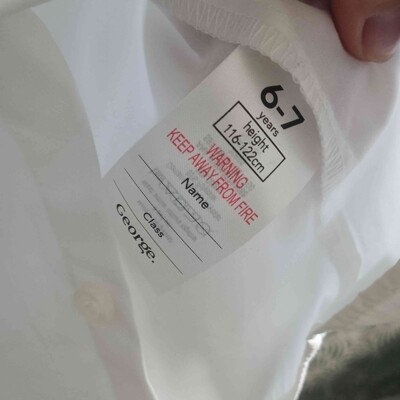 6-7
years
height
116-122cm
WARNING
KEEP AWAY FROM FIRE
Name
Class
George.